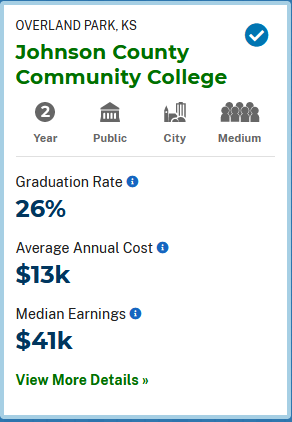 OVERLAND PARK, KS
Johnson County
Community College
2
Year Public City Medium
Graduation Rate
26%
Average Annual Cost
$13k
Median Earnings
$41k
View More Details »